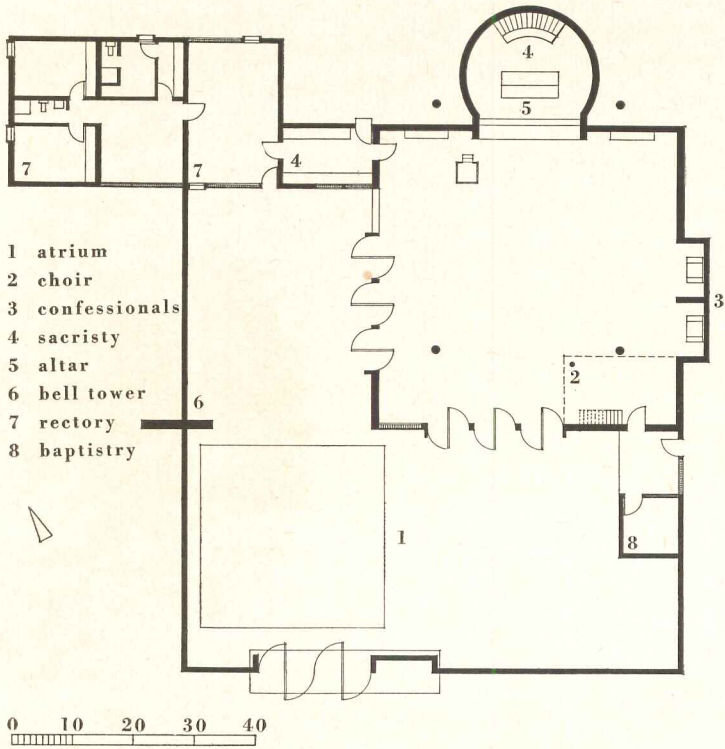 4
5
7
7
4
1 atrium
2 choir
3 confessionals
4 sacristy
5 altar
6 bell tower
7 rectory
8 baptistry
3
2
6
1
8
0 10 20 30 40